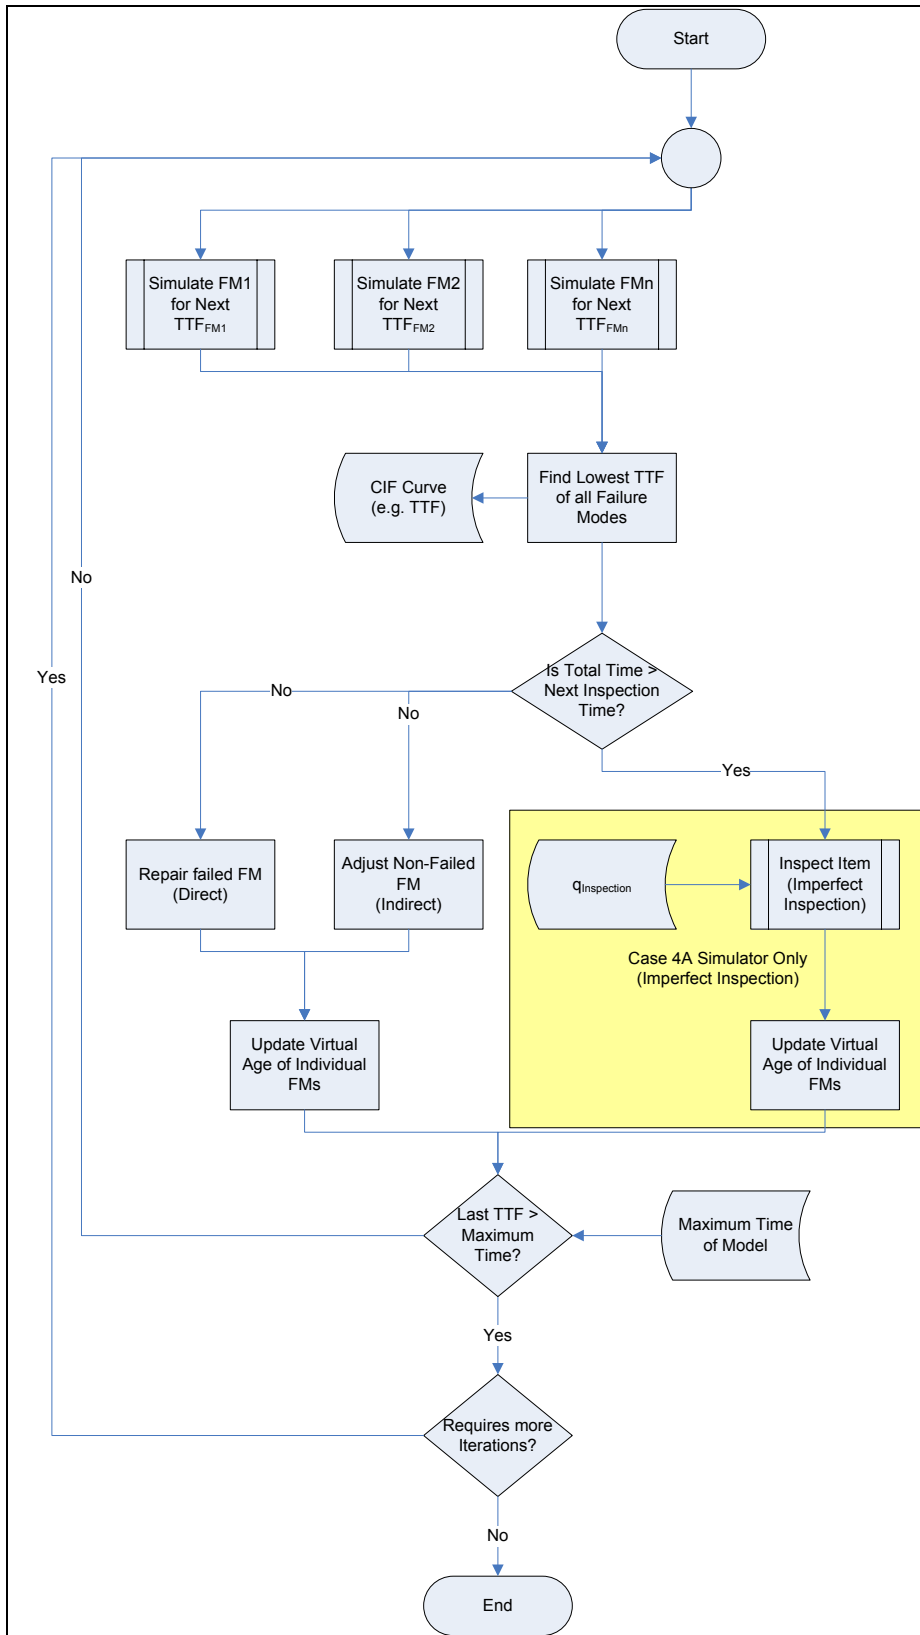 Start
Simulate FM1
for Next
TTFFM1
Simulate FM2
for Next
TTFFM2
Simulate FMn
for Next
TTFFMn
CIF Curve
(e.g. TTF)
Find Lowest TTF
of all Failure
Modes
No
Yes
Is Total Time >
Next Inspection
Time?
No
No
Yes
Repair failed FM
(Direct)
Adjust Non-Failed
FM
(Indirect)
qInspection
Inspect Item
(Imperfect
Inspection)
Case 4A Simulator Only
(Imperfect Inspection)
Update Virtual
Age of Individual
FMs
Update Virtual
Age of Individual
FMs
Last TTF >
Maximum
Time?
Maximum Time
of Model
Yes
Requires more
Iterations?
No
End